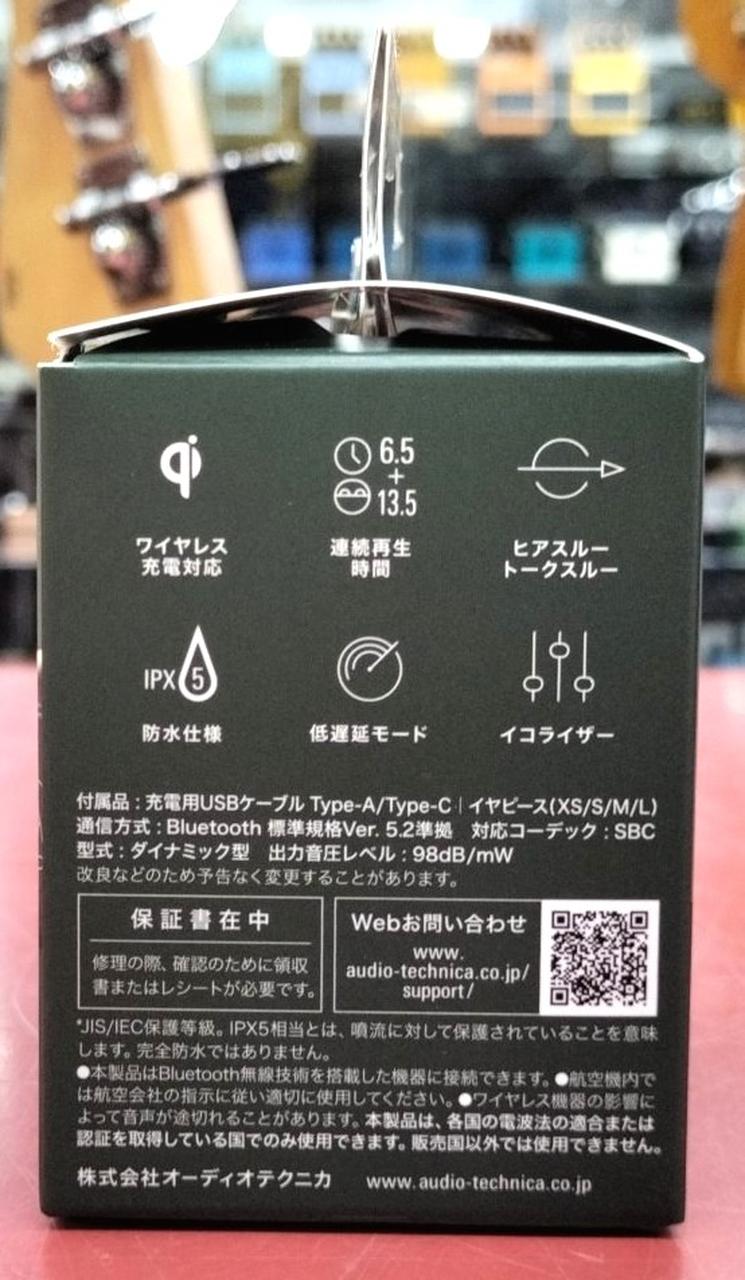 qi
6.5
+
13.5
ワイヤレス
充電対応
連続再生
時間
ヒアスルー
トークスルー
IPX 5
防水仕様
低遅延モード
イコライザー
付属品：充電用USBケーブル Type-A/Type-C｜イヤピース(XS/S/M/L)
通信方式：Bluetooth 標準規格Ver. 5.2準拠　対応コーデック：SBC
型式：ダイナミック型　出力音圧レベル：98dB/mW
改良などのため予告なく変更することがあります。
保証書在中
修理の際、確認のために領収
書またはレシートが必要です。
Webお問い合わせ
www.
audio-technica.co.jp/
support/
*JIS/IEC保護等級。IPX5相当とは、噴流に対して保護されていることを意味
します。完全防水ではありません。
●本製品はBluetooth無線技術を搭載した機器に接続できます。●航空機内で
は航空会社の指示に従い適切に使用してください。●ワイヤレス機器の影響に
よって音声が途切れることがあります。本製品は、各国の電波法の適合または
認証を取得している国でのみ使用できます。販売国以外では使用できません。
株式会社オーディオテクニカ　www.audio-technica.co.jp